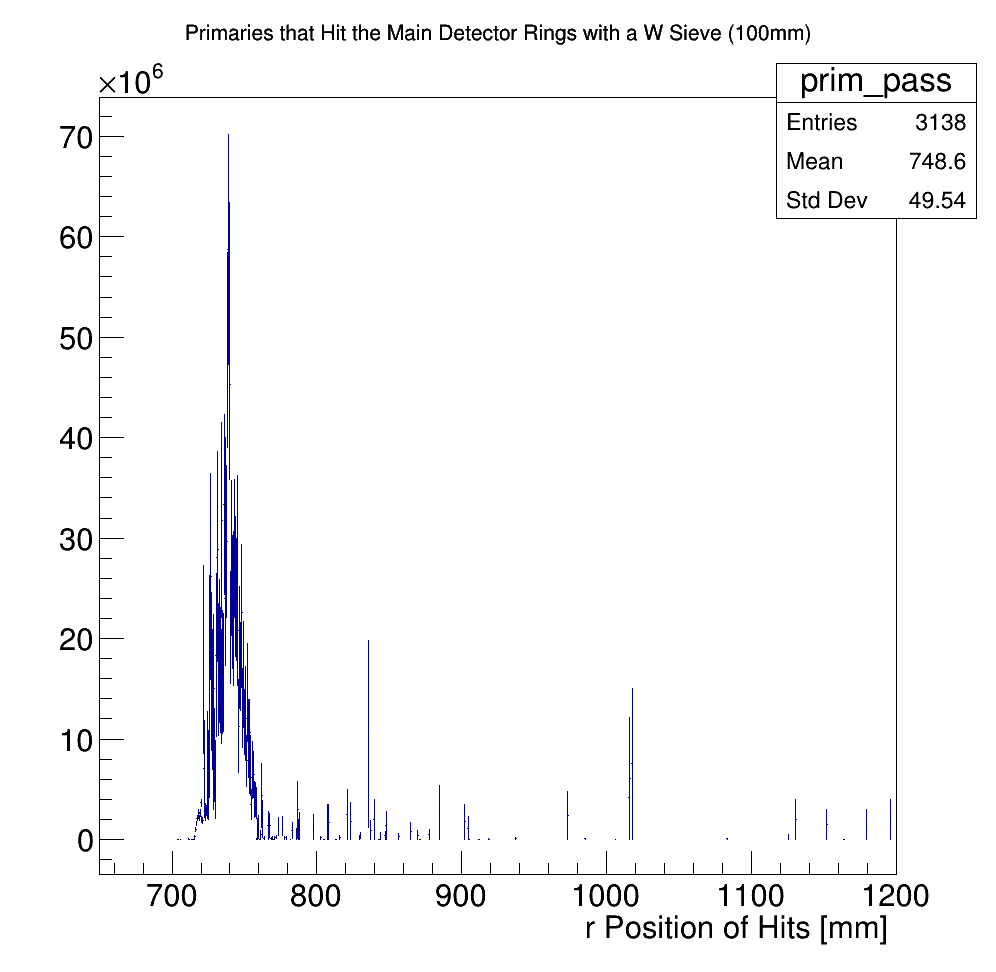 Primaries that Hit the Main Detector Rings with a W Sieve (100mm)
×10⁶
prim_pass
Entries 3138
Mean 748.6
Std Dev 49.54
70
60
50
40
30
20
10
0
700 800 900 1000 1100 1200
r Position of Hits [mm]